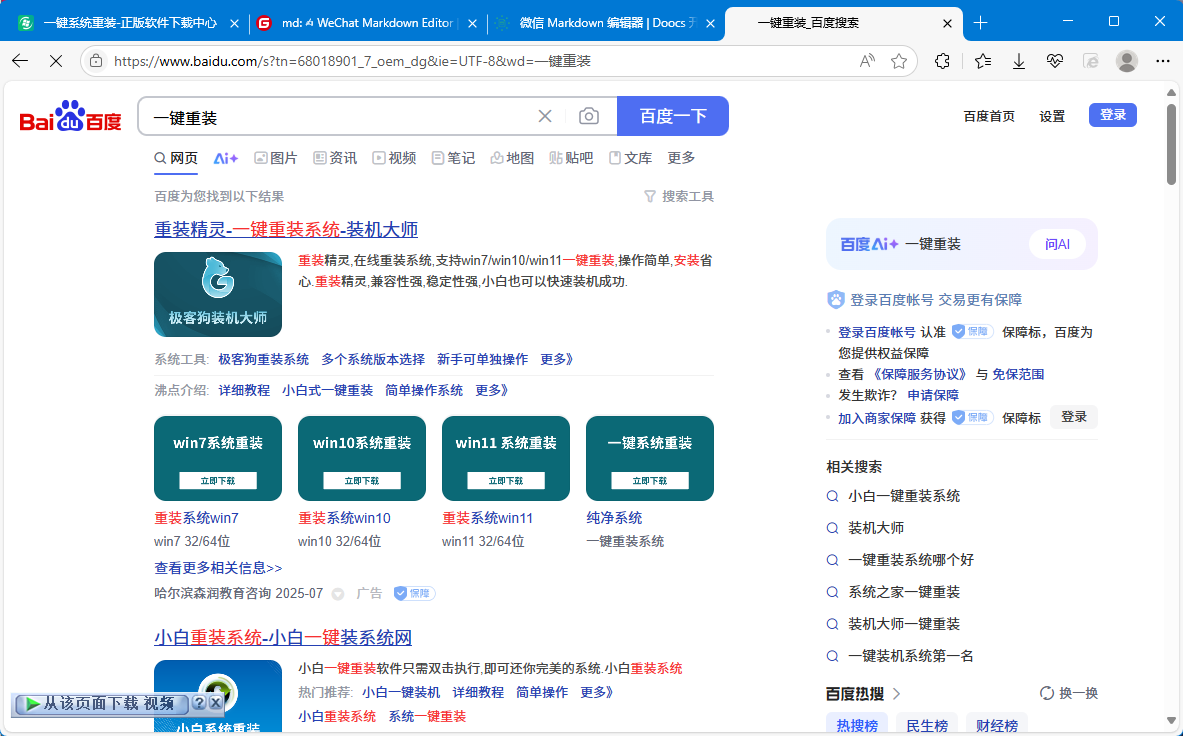 一键系统重装-正版软件下载中心
md: WeChat Markdown Editor |
微信 Markdown 编辑器 | Doocs
一键重装_百度搜索
https://www.baidu.com/s?tn=68018901_7_oem_dg&ie=UTF-8&wd=一键重装
Bai du 百度
一键重装
百度一下
百度首页
设置
登录
网页
Ai+
图片
资讯
视频
笔记
地图
贴吧
文库
更多
百度为您找到以下结果
搜索工具
重装精灵-一键重装系统-装机大师
极客狗装机大师
重装精灵,在线重装系统,支持win7/win10/win11一键重装,操作简单,安装省
心.重装精灵,兼容性强,稳定性强,小白也可以快速装机成功.
系统工具: 极客狗重装系统 多个系统版本选择 新手可单独操作 更多》
沸点介绍: 详细教程 小白式一键重装 简单操作系统 更多》
win7系统重装
立即下载
win10系统重装
立即下载
win11 系统重装
立即下载
一键系统重装
立即下载
重装系统win7
win7 32/64位
重装系统win10
win10 32/64位
重装系统win11
win11 32/64位
纯净系统
一键重装系统
查看更多相关信息>>
哈尔滨森润教育咨询 2025-07 广告 保障
小白重装系统-小白一键装系统网
小白系统重装
小白一键重装软件只需双击执行,即可还你完美的系统.小白重装系统
热门推荐: 小白一键装机 详细教程 简单操作 更多》
小白重装系统 系统一键重装
从该页面下载 视频 ? X
百度Ai+ 一键重装
问AI
登录百度帐号 交易更有保障
登录百度帐号 认准 保障 保障标，百度为
您提供权益保障
查看 《保障服务协议》 与 免保范围
发生欺诈？ 申请保障
加入商家保障 获得 保障 保障标 登录
相关搜索
小白一键重装系统
装机大师
一键重装系统哪个好
系统之家一键重装
装机大师一键重装
一键装机系统第一名
百度热搜
换一换
热搜榜
民生榜
财经榜